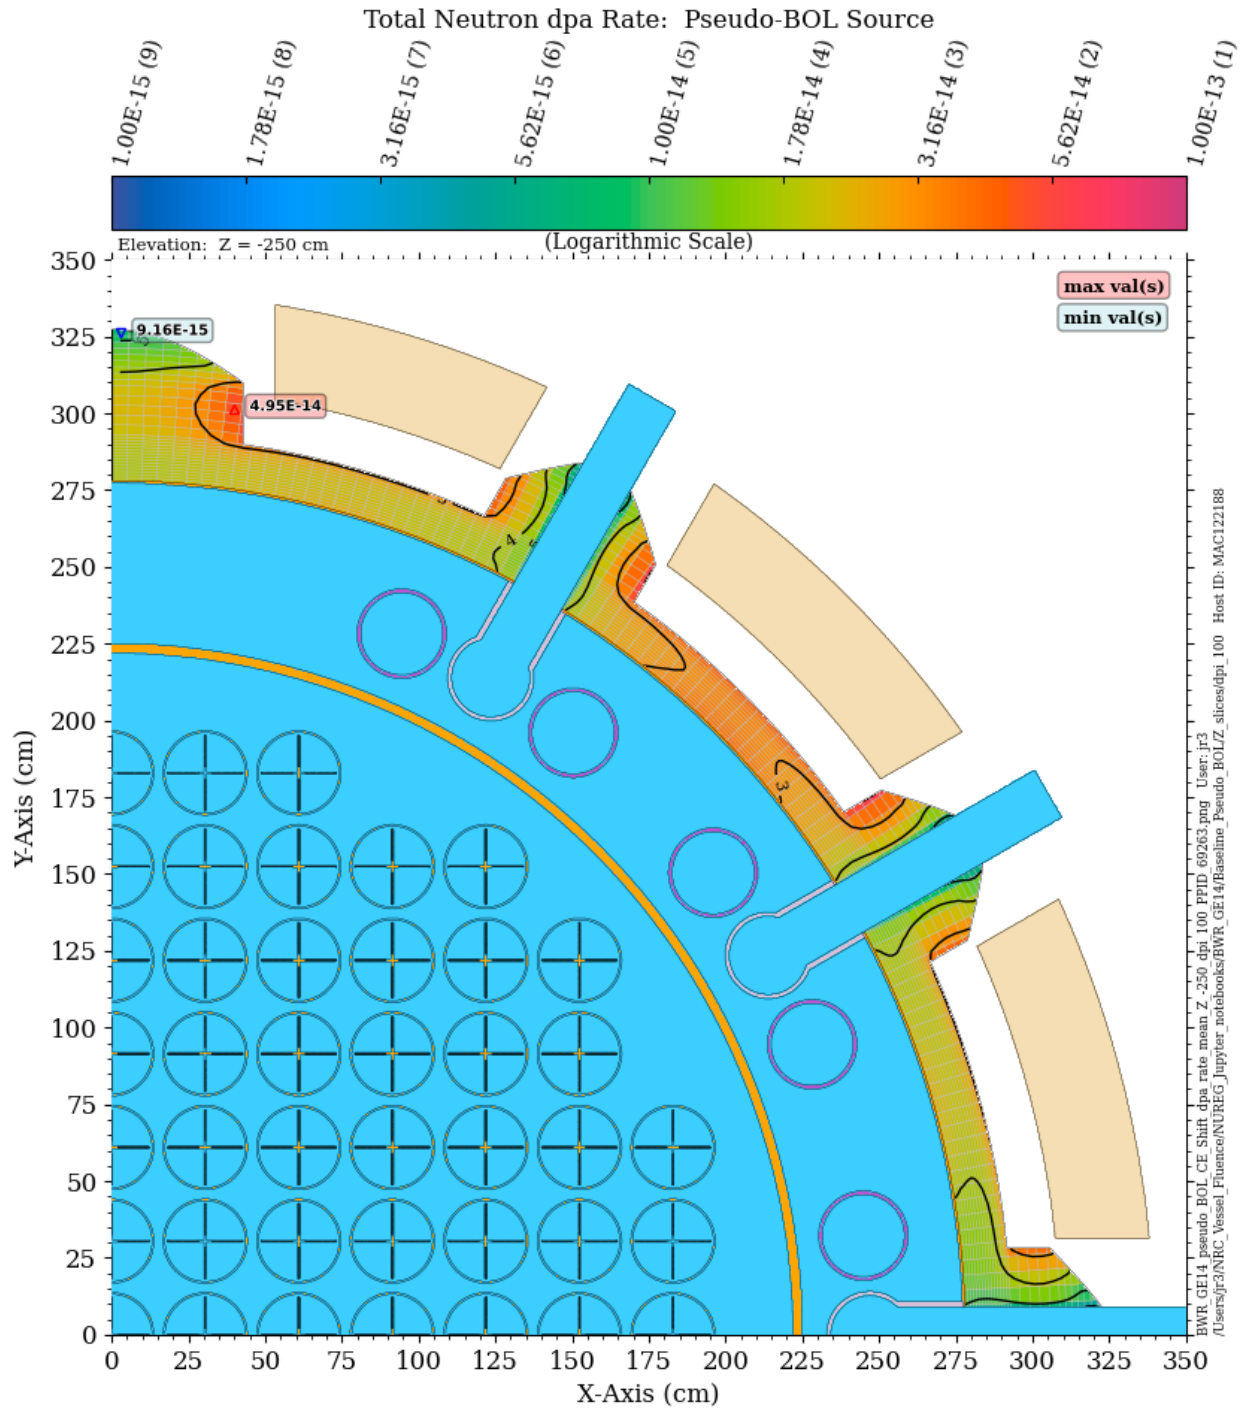 Total Neutron dpa Rate:  Pseudo-BOL Source
1.00E-15 (9)
1.78E-15 (8)
3.16E-15 (7)
5.62E-15 (6)
1.00E-14 (5)
1.78E-14 (4)
3.16E-14 (3)
5.62E-14 (2)
1.00E-13 (1)
Elevation:  Z = -250 cm
(Logarithmic Scale)
max val(s)
min val(s)
9.16E-15
4.95E-14
4
3
Y-Axis (cm)
350
325
300
275
250
225
200
175
150
125
100
75
50
25
0
0 25 50 75 100 125 150 175 200 225 250 275 300 325 350
X-Axis (cm)
BWR_GE14_pseudo_BOL_CE_Shift_dpa_rate_mean_Z_-250_dpi_100_PPID_69263.png   User: jr3
/Users/jr3/NRC_Vessel_Fluence/NUREG_Jupyter_notebooks/BWR_GE14/Baseline_Pseudo_BOL/Z_slices/dpi_100   Host ID: MAC122188